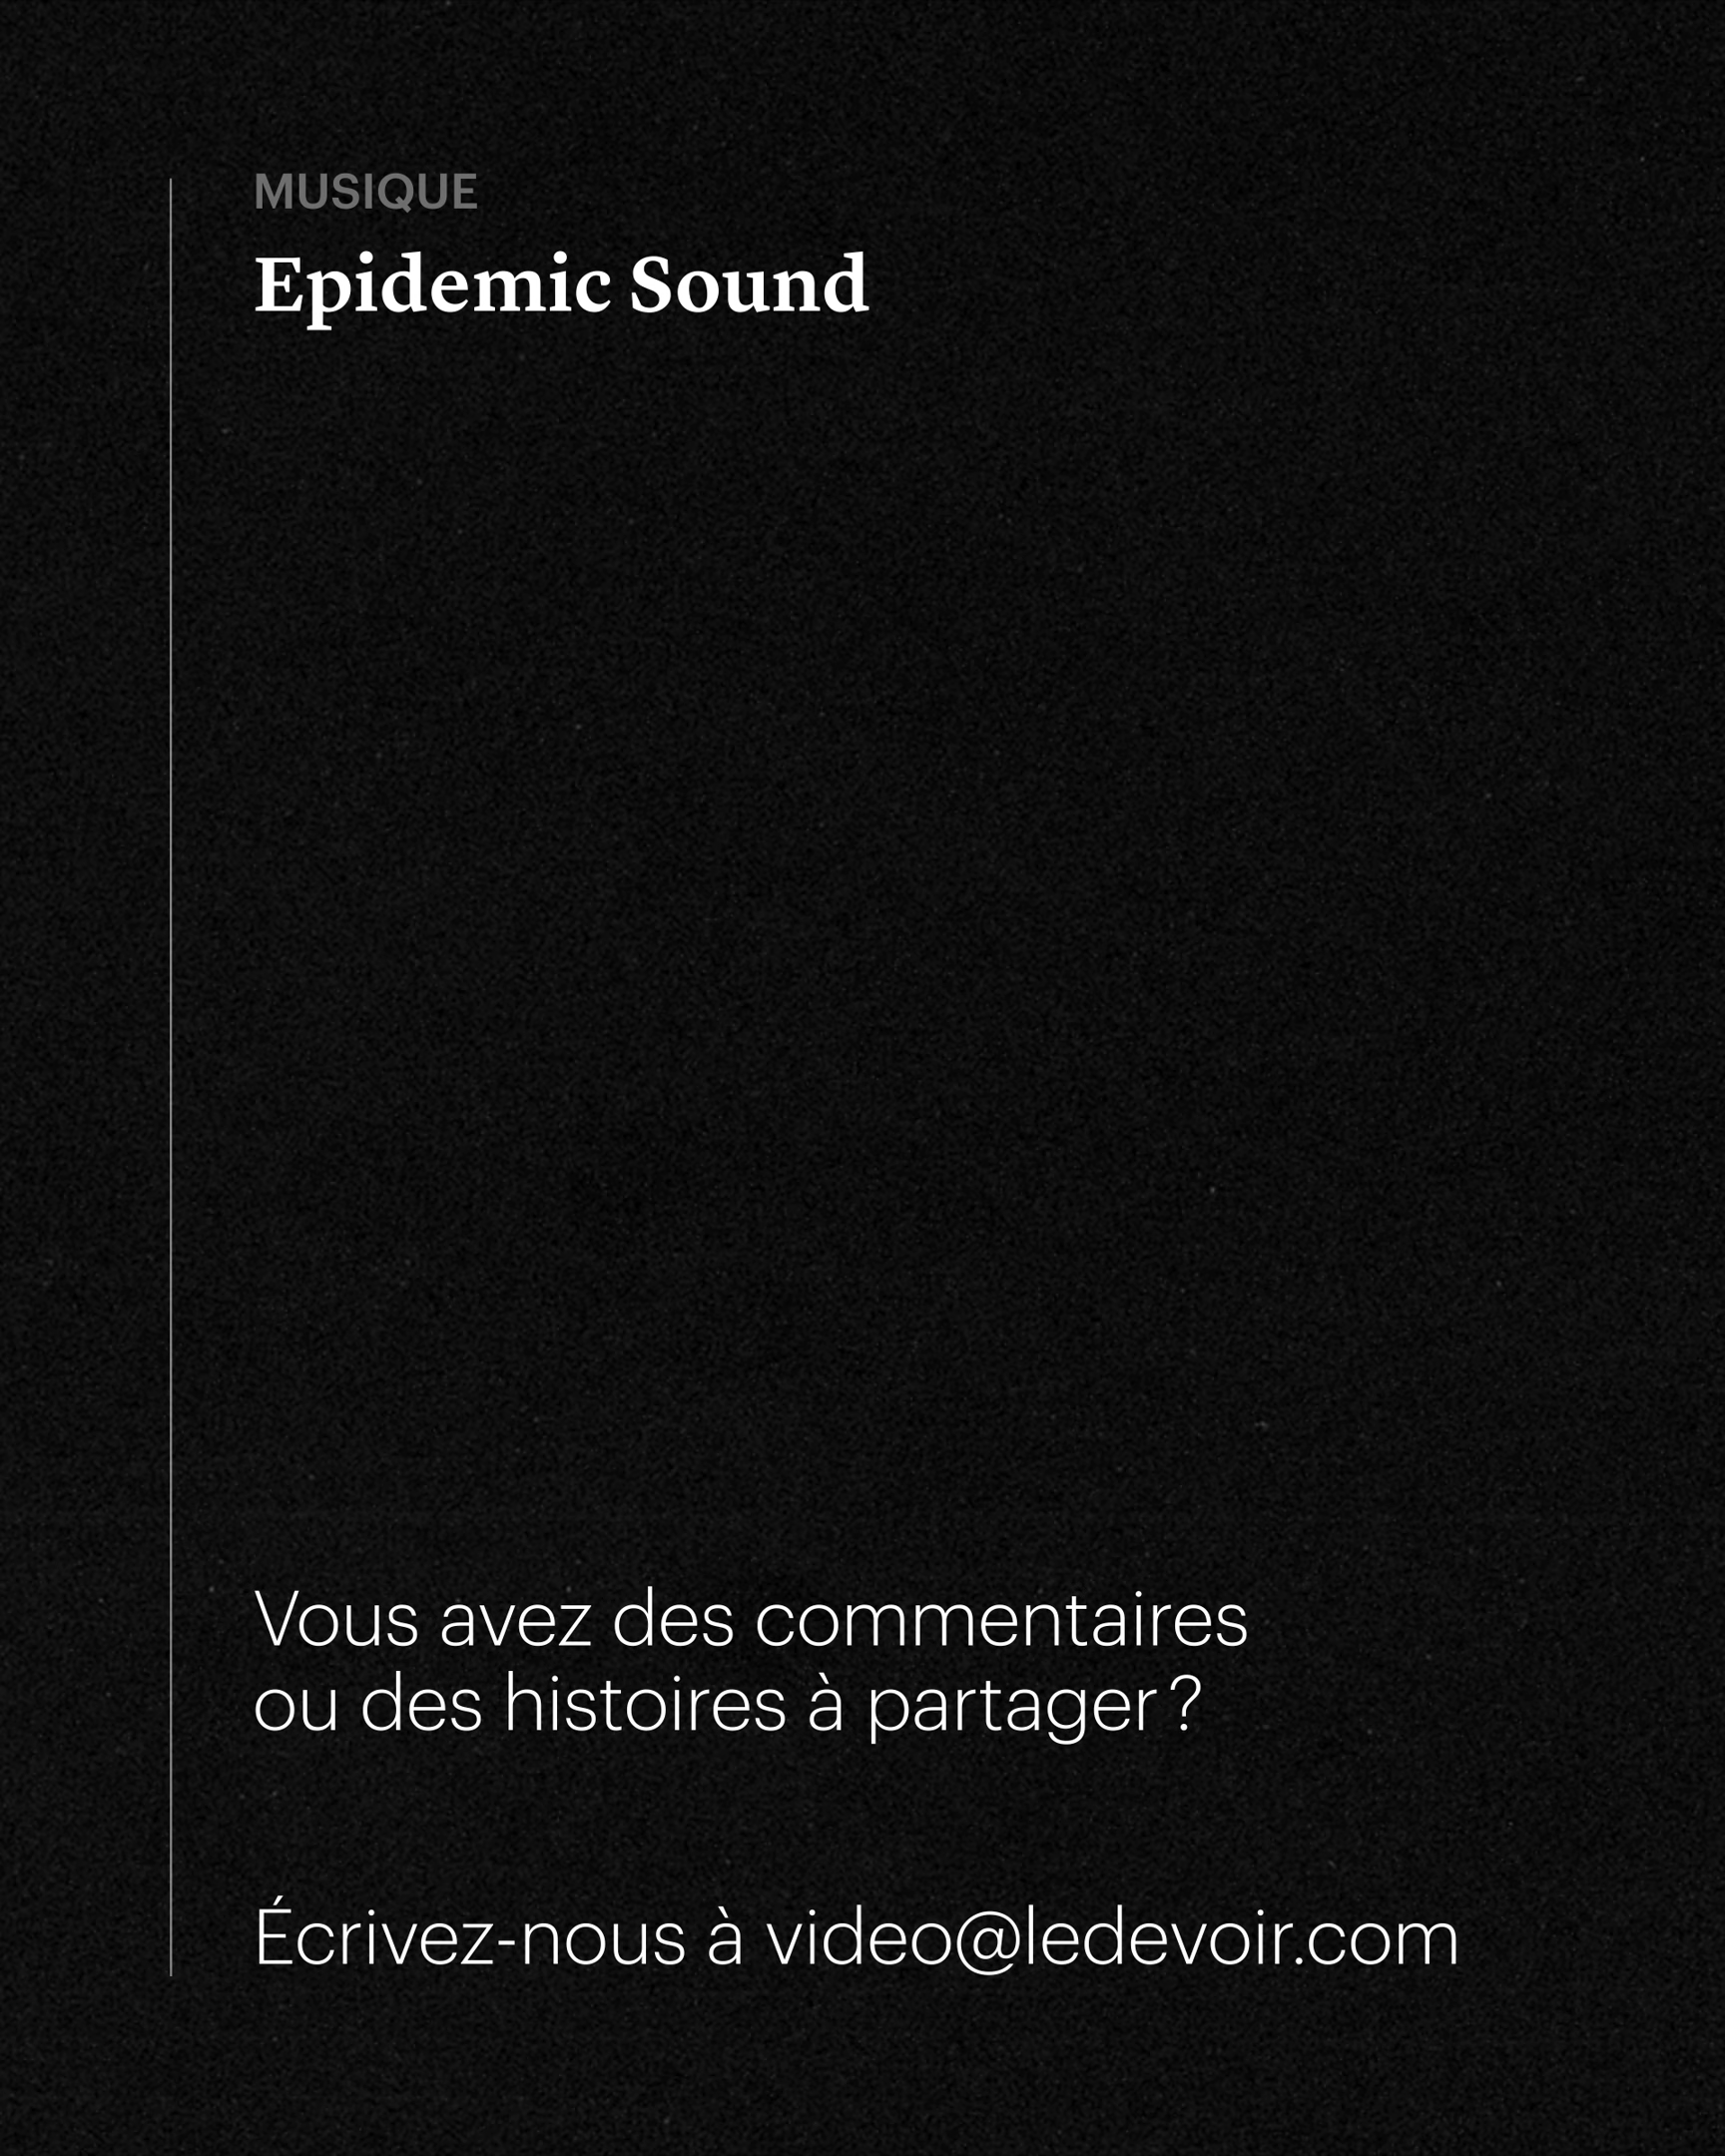 MUSIQUE
Epidemic Sound
Vous avez des commentaires
ou des histoires à partager ?
Écrivez-nous à video@ledevoir.com